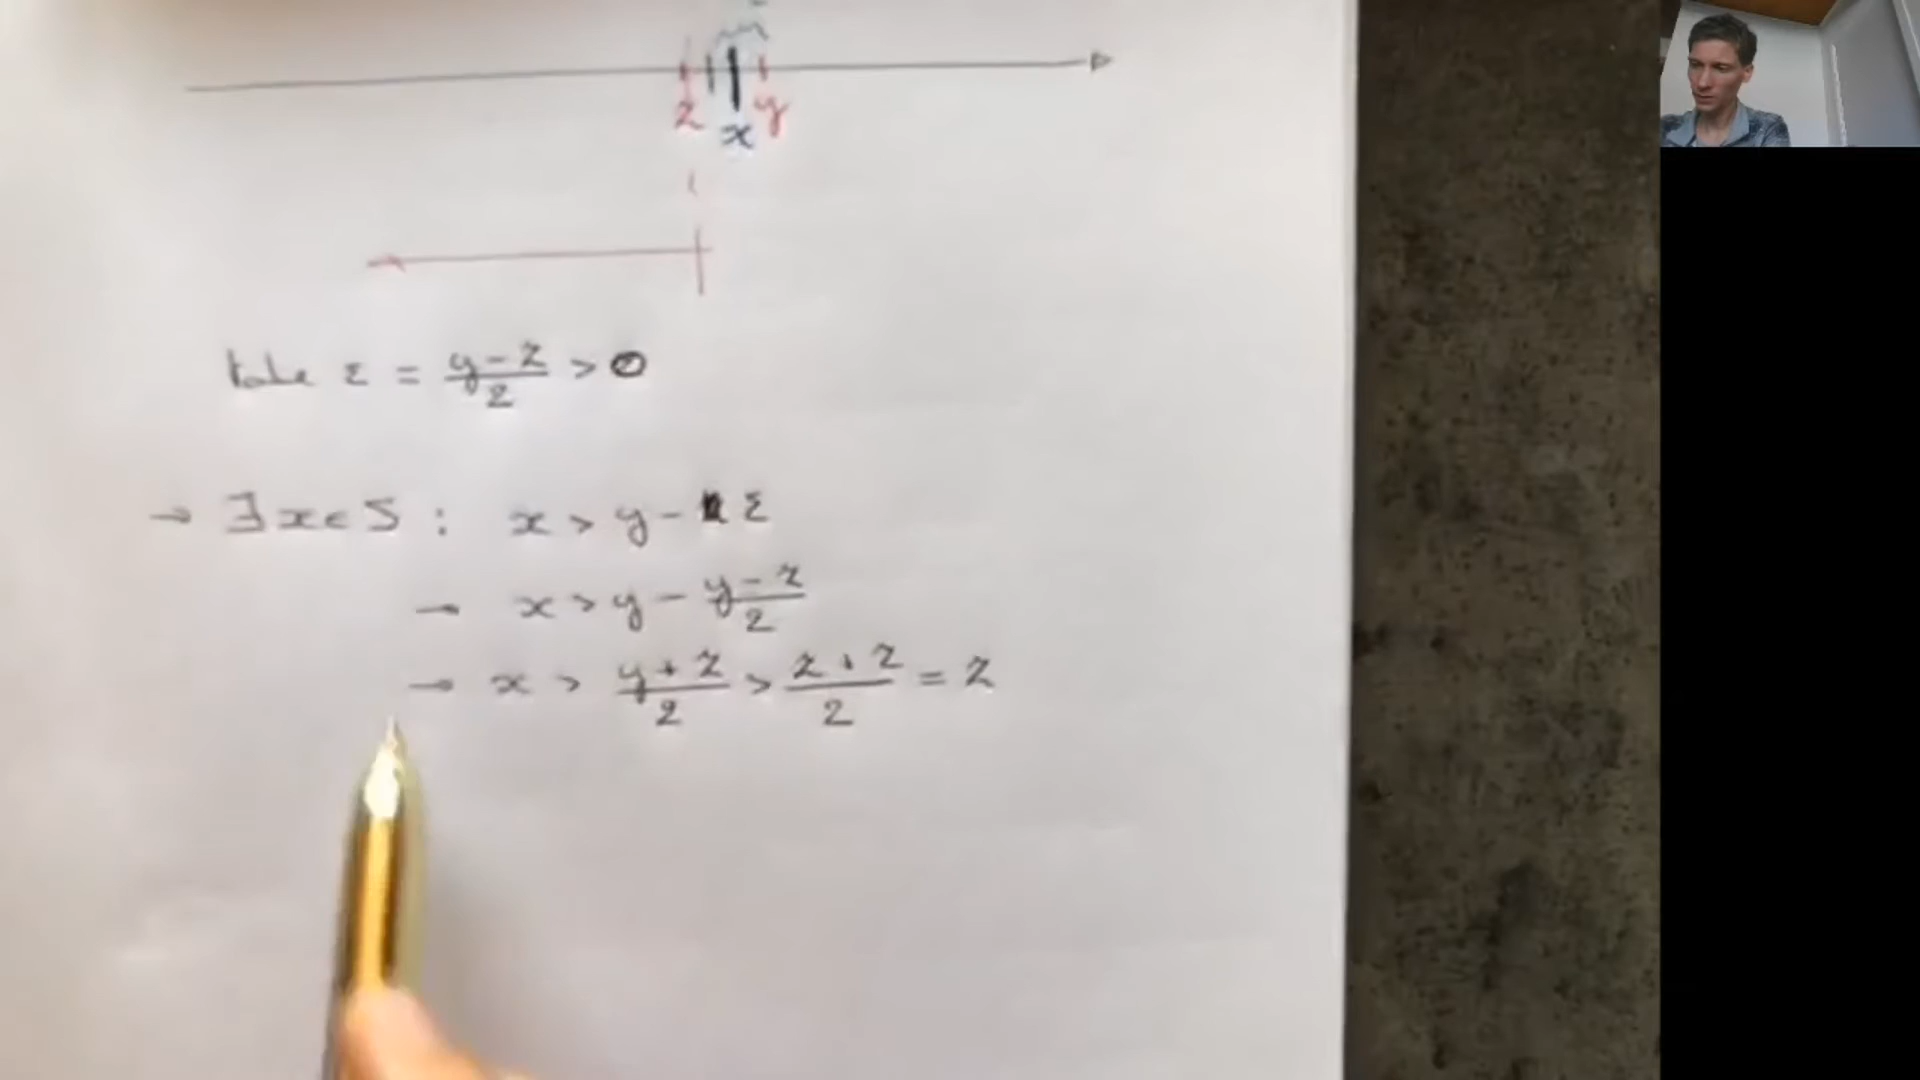 z x y
take ε = (y - z)/2 > 0
→ ∃ x ∈ S : x > y - ε
→ x > y - (y - z)/2
→ x > (y + z)/2 > (z + z)/2 = z